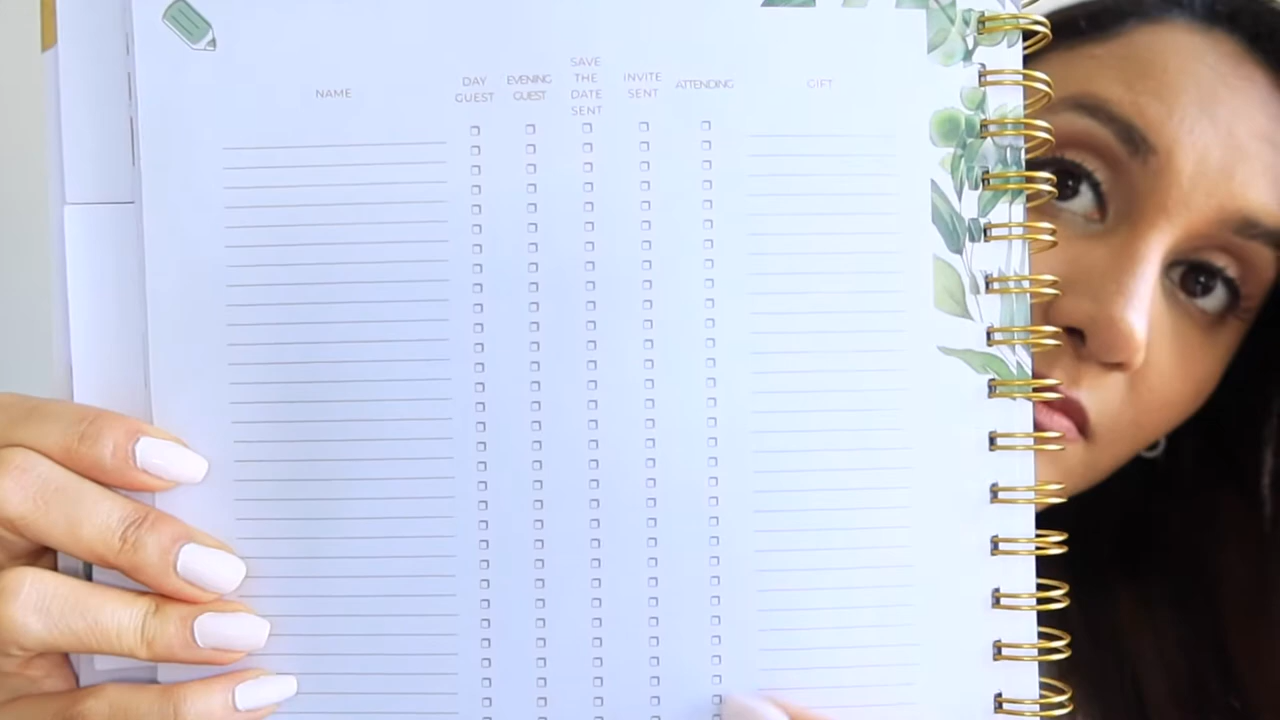 NAME
DAY
GUEST
EVENING
GUEST
SAVE
THE
DATE
SENT
INVITE
SENT
ATTENDING
GIFT